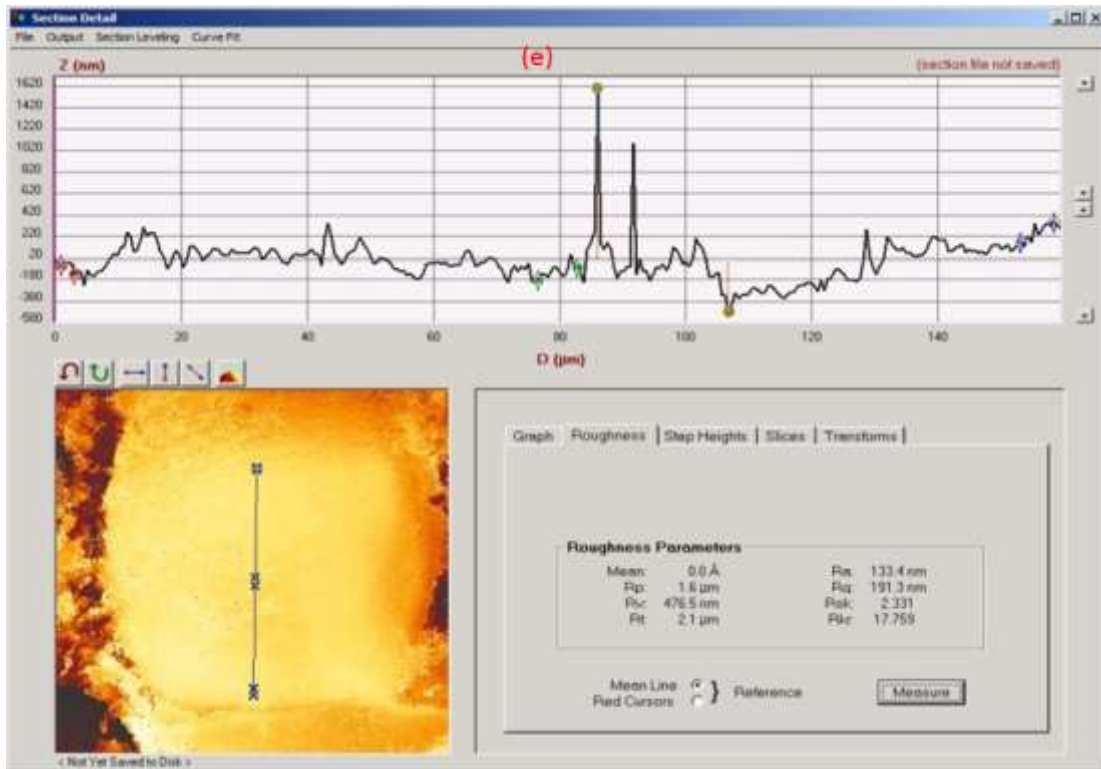 Section Detail
File Output Section Leveling Curve Fit
(e)
Z (nm) (section file not saved)
1620
1420
1220
1020
820
620
420
220
20
-180
-380
-580
0 20 40 60 80 100 120 140
D (µm)
Graph Roughness Step Heights Slices Transforms
Roughness Parameters
Mean: 0.0 Å Ra: 133.4 nm
Rp: 1.6 µm Rq: 191.3 nm
Rv: 476.5 nm Rsk: 2.331
Rt: 2.1 µm Rkr: 17.759
Mean Line
Red Cursors } Reference Measure
< Not Yet Saved to Disk >